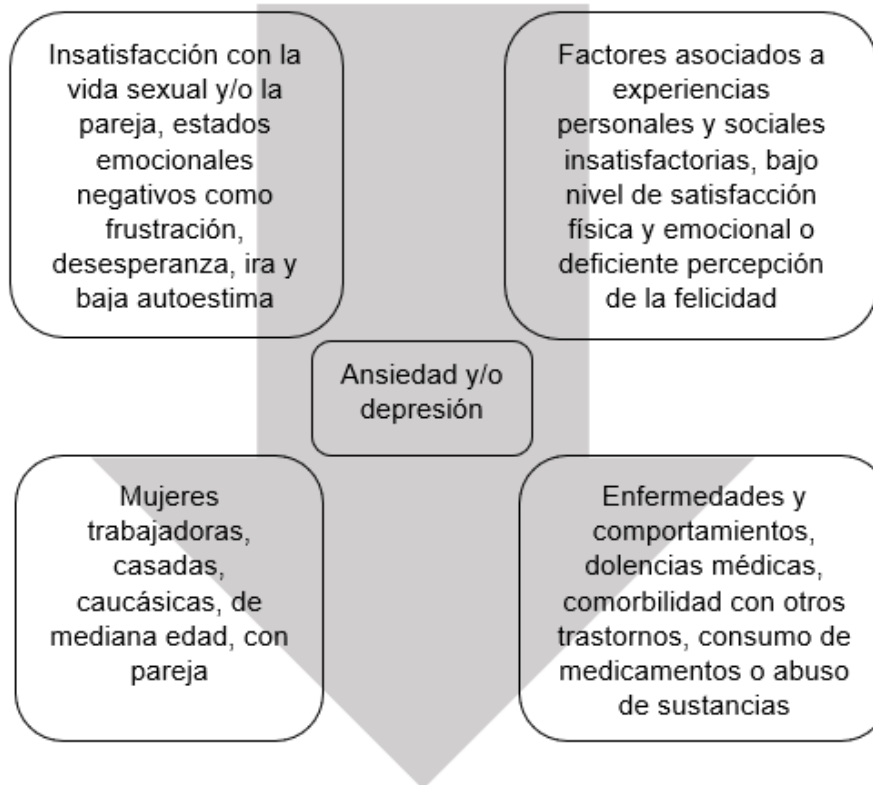 Insatisfacción con la
vida sexual y/o la
pareja, estados
emocionales
negativos como
frustración,
desesperanza, ira y
baja autoestima
Factores asociados a
experiencias
personales y sociales
insatisfactorias, bajo
nivel de satisfacción
física y emocional o
deficiente percepción
de la felicidad
Ansiedad y/o
depresión
Mujeres
trabajadoras,
casadas,
caucásicas, de
mediana edad, con
pareja
Enfermedades y
comportamientos,
dolencias médicas,
comorbilidad con otros
trastornos, consumo de
medicamentos o abuso
de sustancias